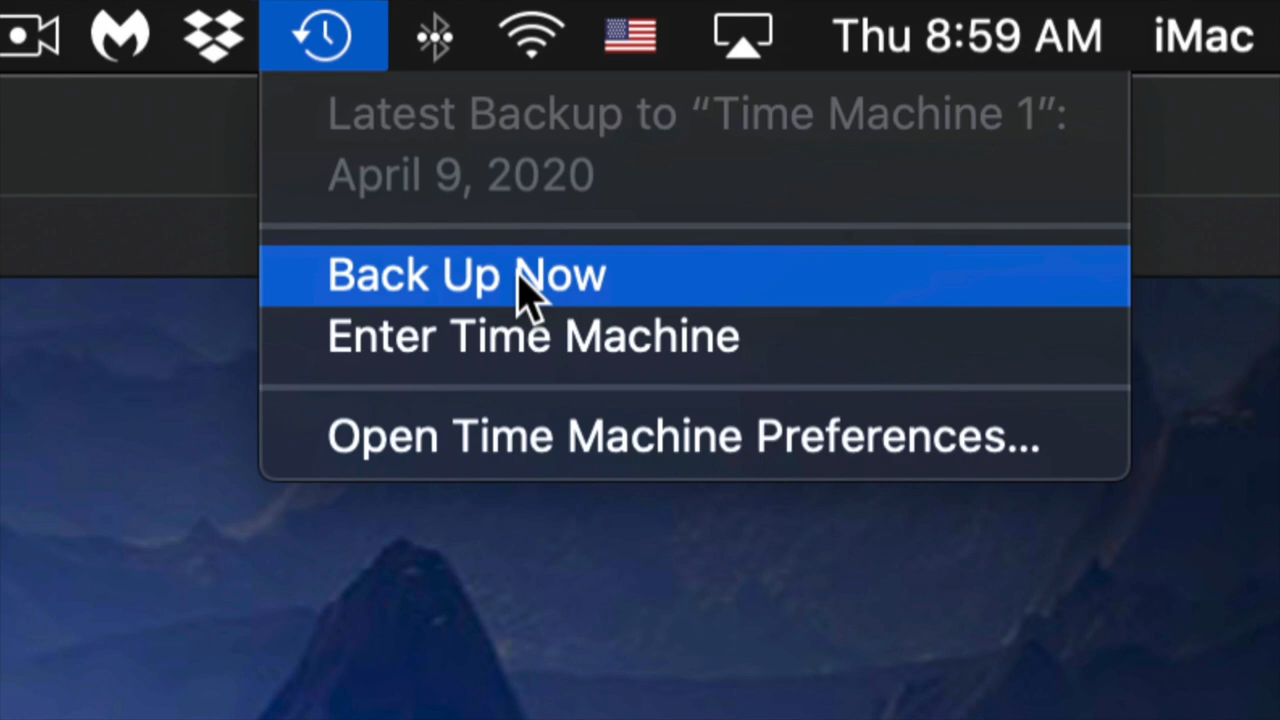 Thu 8:59 AM iMac
Latest Backup to “Time Machine 1”:
April 9, 2020
Back Up Now
Enter Time Machine
Open Time Machine Preferences...